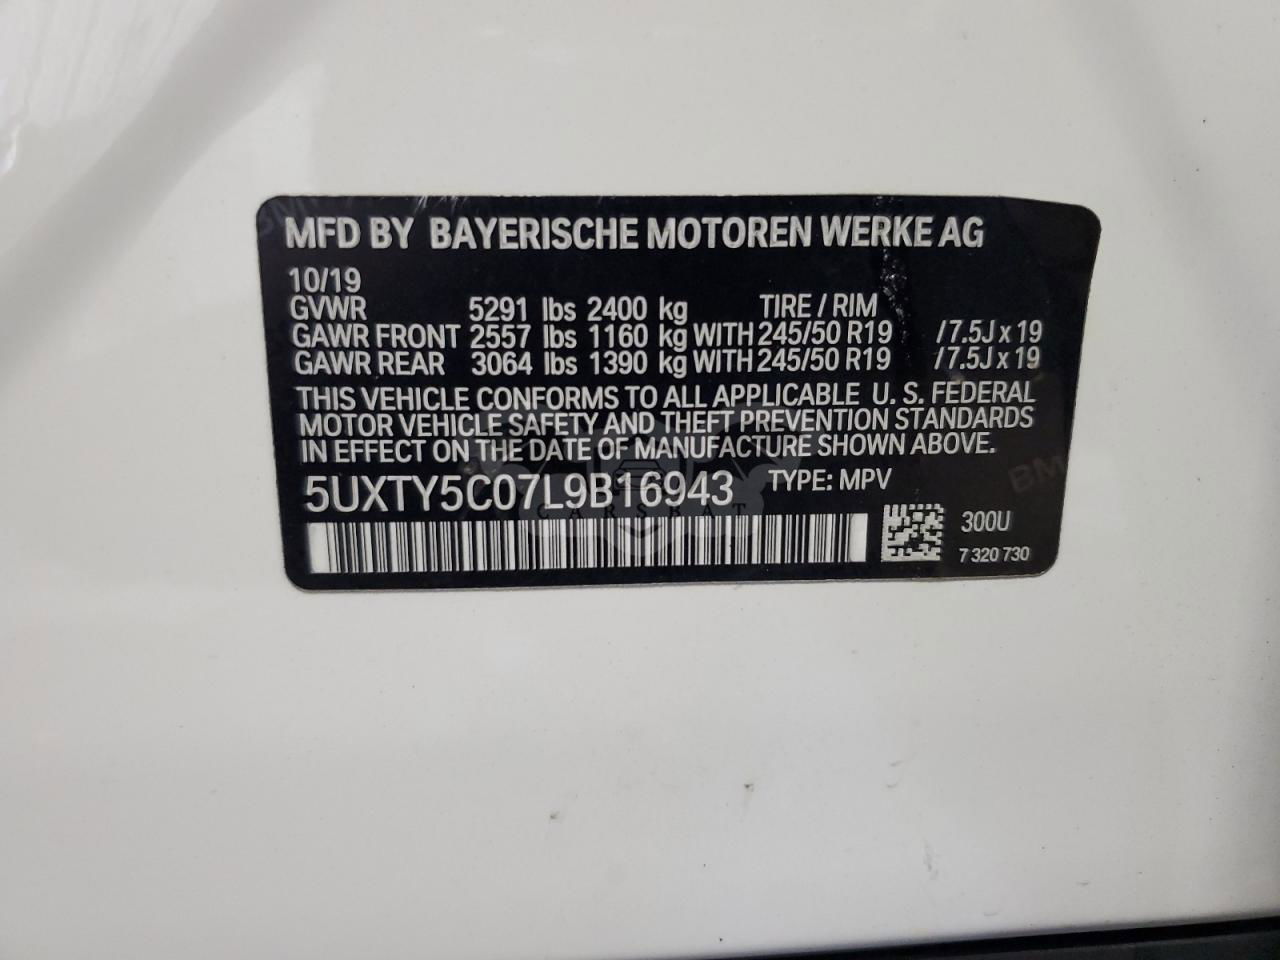 MFD BY BAYERISCHE MOTOREN WERKE AG
10/19
GVWR 5291 lbs 2400 kg TIRE / RIM
GAWR FRONT 2557 lbs 1160 kg WITH 245/50 R19 /7.5J x 19
GAWR REAR 3064 lbs 1390 kg WITH 245/50 R19 /7.5J x 19
THIS VEHICLE CONFORMS TO ALL APPLICABLE U. S. FEDERAL
MOTOR VEHICLE SAFETY AND THEFT PREVENTION STANDARDS
IN EFFECT ON THE DATE OF MANUFACTURE SHOWN ABOVE.
5UXTY5C07L9B16943 TYPE: MPV
CARSBAT
300U
7 320 730